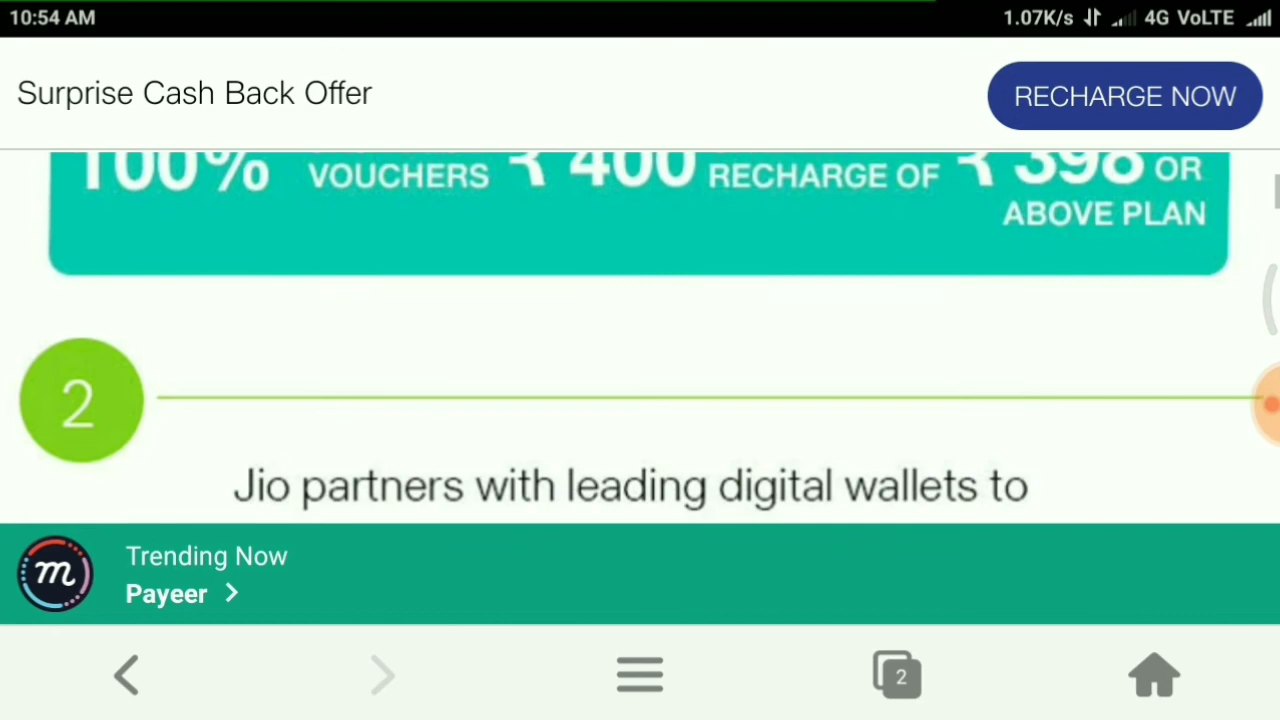 10:54 AM 1.07K/s 4G VoLTE
Surprise Cash Back Offer
RECHARGE NOW
100% VOUCHERS ₹ 400 RECHARGE OF ₹ 398 OR
ABOVE PLAN
2
Jio partners with leading digital wallets to
m
Trending Now
Payeer >
2